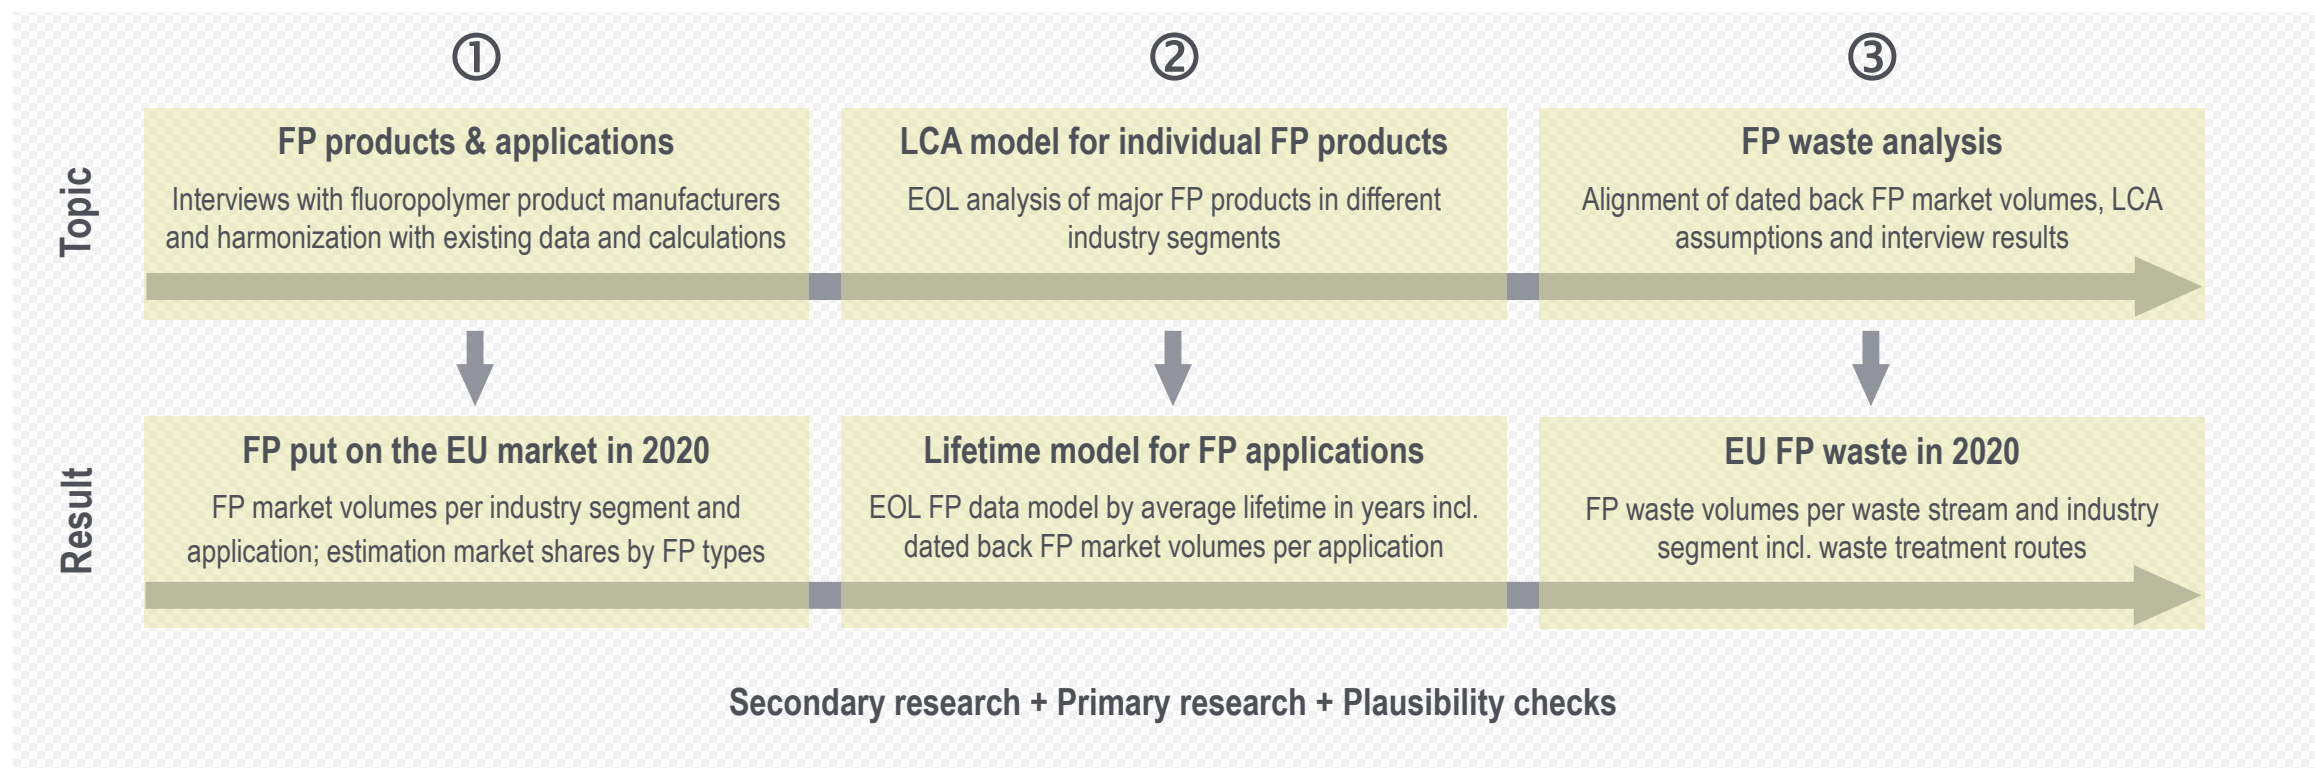 ①
②
③
Topic
FP products & applications
Interviews with fluoropolymer product manufacturers
and harmonization with existing data and calculations
LCA model for individual FP products
EOL analysis of major FP products in different
industry segments
FP waste analysis
Alignment of dated back FP market volumes, LCA
assumptions and interview results
Result
FP put on the EU market in 2020
FP market volumes per industry segment and
application; estimation market shares by FP types
Lifetime model for FP applications
EOL FP data model by average lifetime in years incl.
dated back FP market volumes per application
EU FP waste in 2020
FP waste volumes per waste stream and industry
segment incl. waste treatment routes
Secondary research + Primary research + Plausibility checks